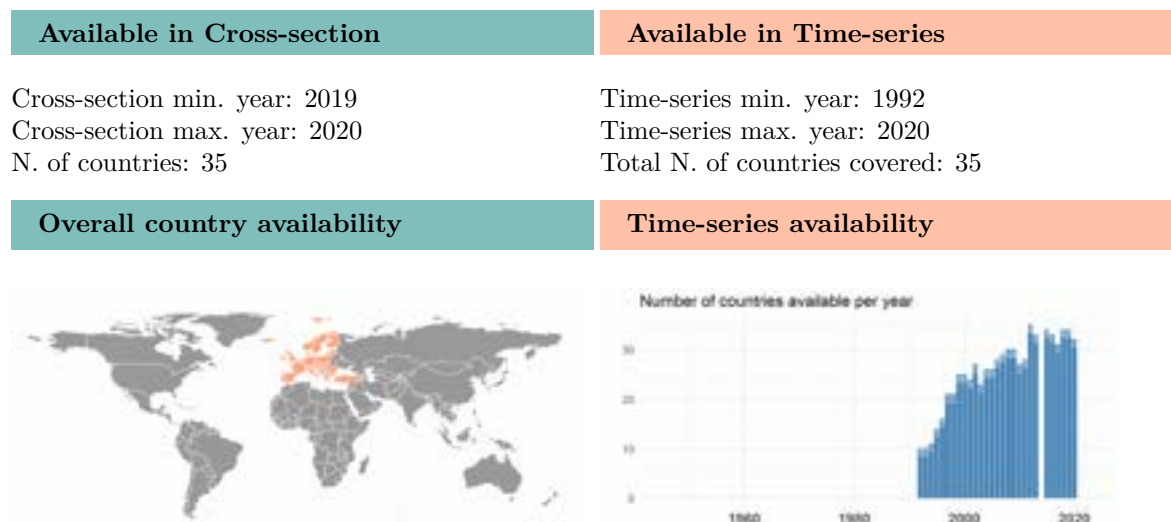 Available in Cross-section
Available in Time-series
Cross-section min. year: 2019
Cross-section max. year: 2020
N. of countries: 35
Time-series min. year: 1992
Time-series max. year: 2020
Total N. of countries covered: 35
Overall country availability
Time-series availability
Number of countries available per year
30
20
10
0
1960
1980
2000
2020